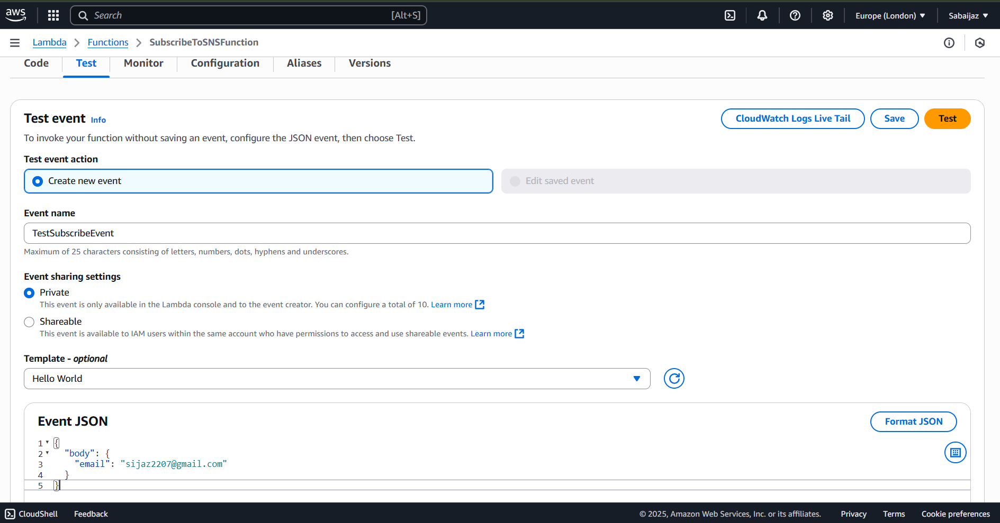 aws
Search [Alt+S] Europe (London) Sabaijaz
Lambda Functions SubscribeToSNSFunction
Code Test Monitor Configuration Aliases Versions
Test event Info CloudWatch Logs Live Tail Save Test
To invoke your function without saving an event, configure the JSON event, then choose Test.
Test event action
Create new event Edit saved event
Event name
TestSubscribeEvent
Maximum of 25 characters consisting of letters, numbers, dots, hyphens and underscores.
Event sharing settings
Private
This event is only available in the Lambda console and to the event creator. You can configure a total of 10. Learn more
Shareable
This event is available to IAM users within the same account who have permissions to access and use shareable events. Learn more
Template - optional
Hello World
Event JSON Format JSON
1 {
2 "body": {
3 "email": "sijaz2207@gmail.com"
4 }
5 }
CloudShell Feedback © 2025, Amazon Web Services, Inc. or its affiliates. Privacy Terms Cookie preferences